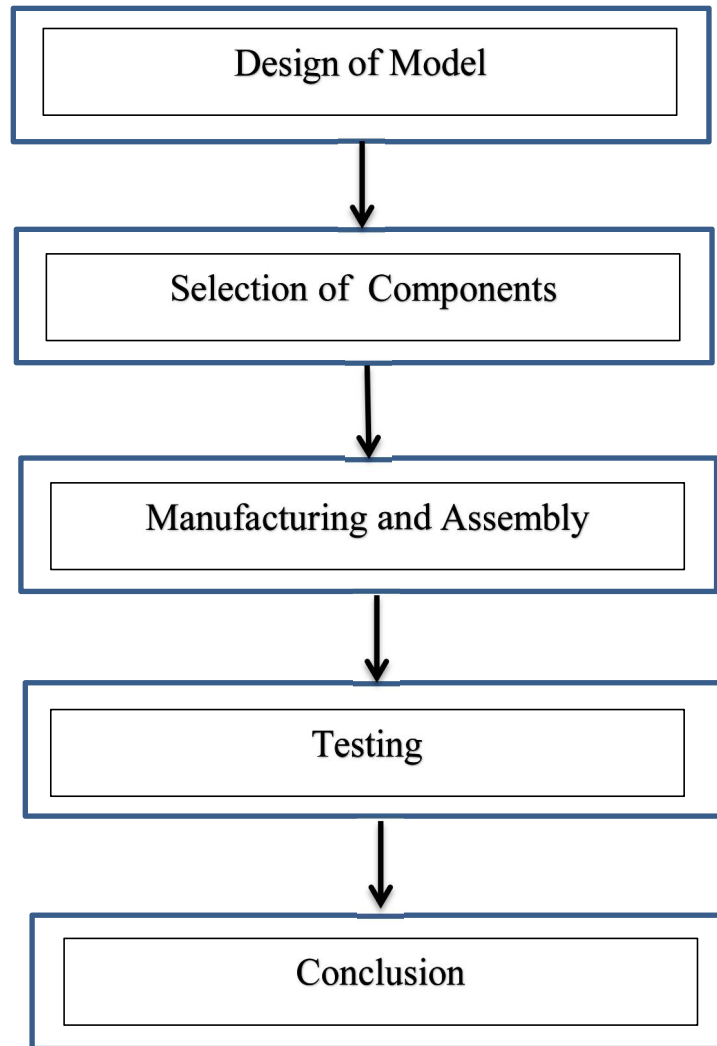 Design of Model
Selection of Components
Manufacturing and Assembly
Testing
Conclusion